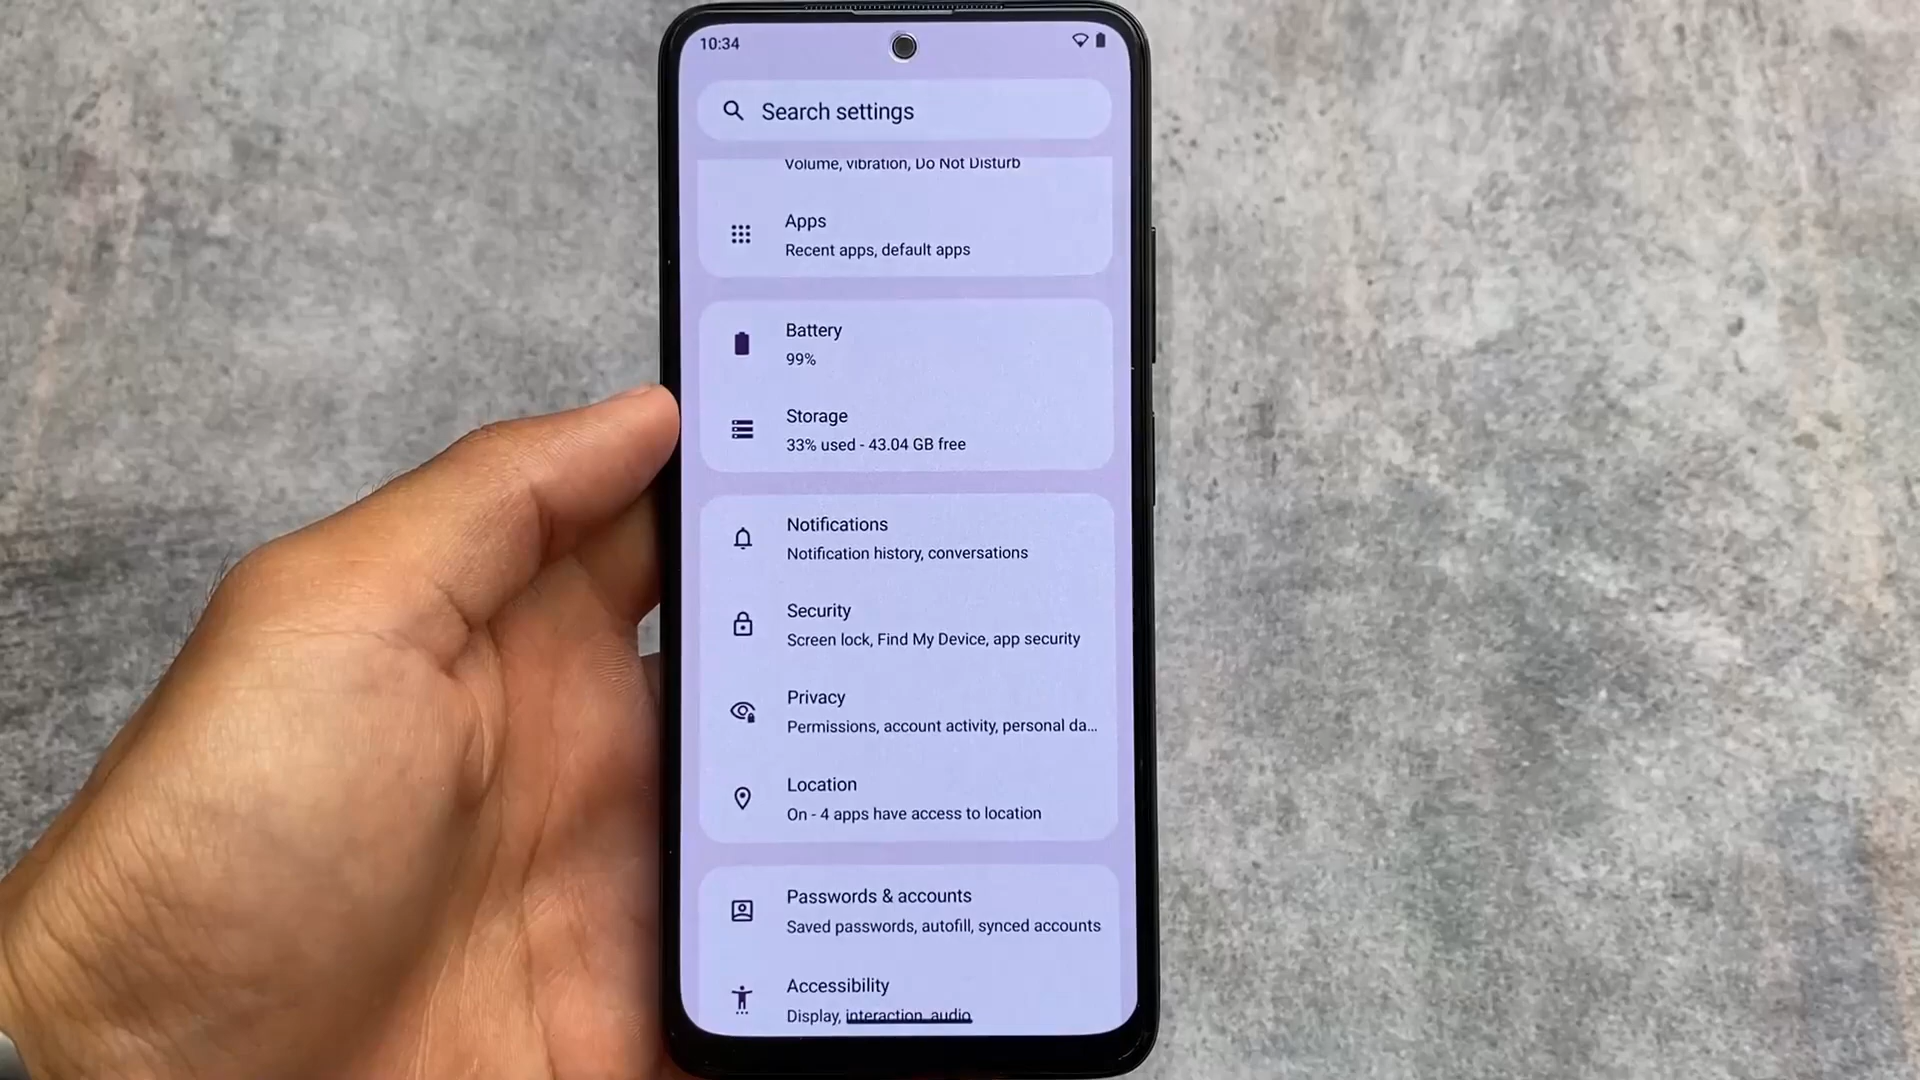 10:34
Search settings
Volume, vibration, Do Not Disturb
Apps
Recent apps, default apps
Battery
99%
Storage
33% used - 43.04 GB free
Notifications
Notification history, conversations
Security
Screen lock, Find My Device, app security
Privacy
Permissions, account activity, personal da...
Location
On - 4 apps have access to location
Passwords & accounts
Saved passwords, autofill, synced accounts
Accessibility
Display, interaction, audio